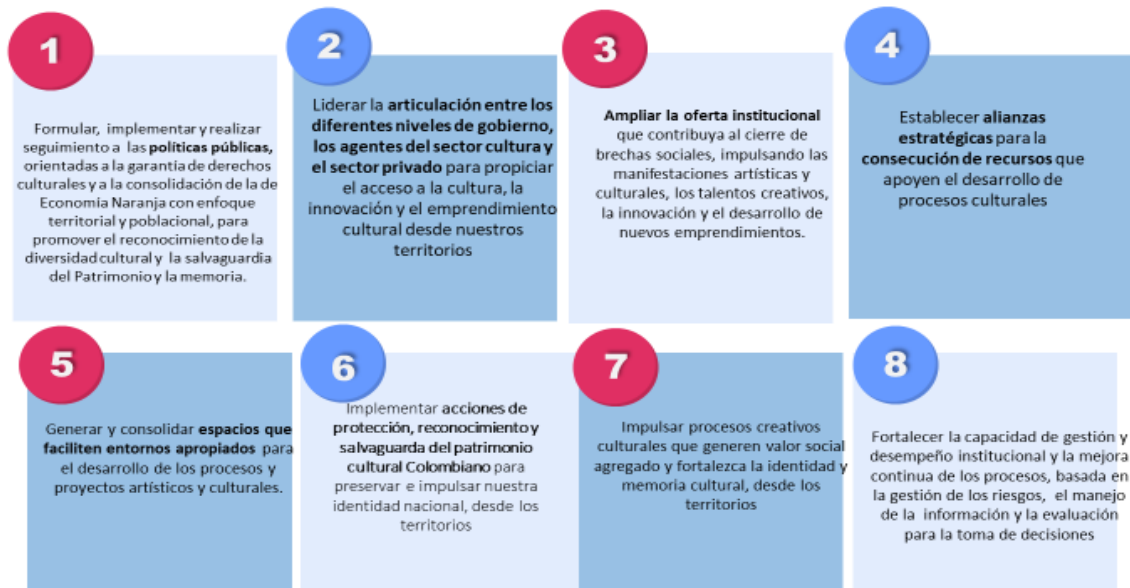 1
Formular, implementar y realizar
seguimiento a las políticas públicas,
orientadas a la garantía de derechos
culturales y a la consolidación de la de
Economía Naranja con enfoque
territorial y poblacional, para
promover el reconocimiento de la
diversidad cultural y la salvaguardia
del Patrimonio y la memoria.
2
Liderar la articulación entre los
diferentes niveles de gobierno,
los agentes del sector cultura y
el sector privado para propiciar
el acceso a la cultura, la
innovación y el emprendimiento
cultural desde nuestros
territorios
3
Ampliar la oferta institucional
que contribuya al cierre de
brechas sociales, impulsando las
manifestaciones artísticas y
culturales, los talentos creativos,
la innovación y el desarrollo de
nuevos emprendimientos.
4
Establecer alianzas
estratégicas para la
consecución de recursos que
apoyen el desarrollo de
procesos culturales
5
Generar y consolidar espacios que
faciliten entornos apropiados para
el desarrollo de los procesos y
proyectos artísticos y culturales.
6
Implementar acciones de
protección, reconocimiento y
salvaguarda del patrimonio
cultural Colombiano para
preservar e impulsar nuestra
identidad nacional, desde los
territorios
7
Impulsar procesos creativos
culturales que generen valor social
agregado y fortalezca la identidad y
memoria cultural, desde los
territorios
8
Fortalecer la capacidad de gestión y
desempeño institucional y la mejora
continua de los procesos, basada en
la gestión de los riesgos, el manejo
de la información y la evaluación
para la toma de decisiones